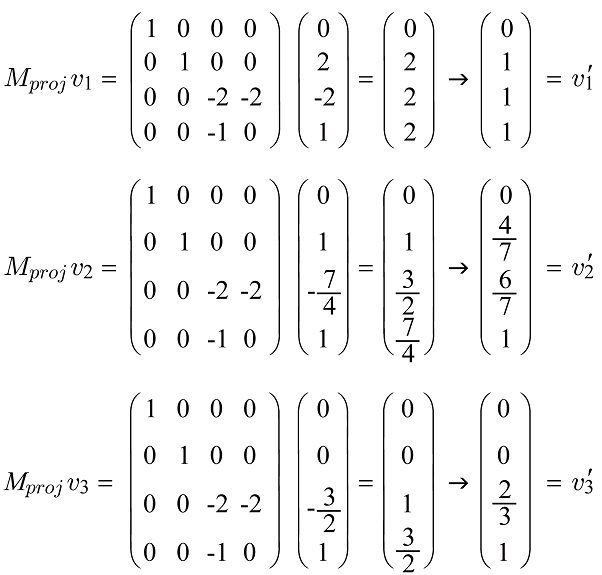 M_proj v_1 = ( 1 0 0 0 ; 0 1 0 0 ; 0 0 -2 -2 ; 0 0 -1 0 ) ( 0 ; 2 ; -2 ; 1 ) = ( 0 ; 2 ; 2 ; 2 ) → ( 0 ; 1 ; 1 ; 1 ) = v_1′
M_proj v_2 = ( 1 0 0 0 ; 0 1 0 0 ; 0 0 -2 -2 ; 0 0 -1 0 ) ( 0 ; 1 ; -7/4 ; 1 ) = ( 0 ; 1 ; 3/2 ; 7/4 ) → ( 0 ; 4/7 ; 6/7 ; 1 ) = v_2′
M_proj v_3 = ( 1 0 0 0 ; 0 1 0 0 ; 0 0 -2 -2 ; 0 0 -1 0 ) ( 0 ; 0 ; -3/2 ; 1 ) = ( 0 ; 0 ; 1 ; 3/2 ) → ( 0 ; 0 ; 2/3 ; 1 ) = v_3′